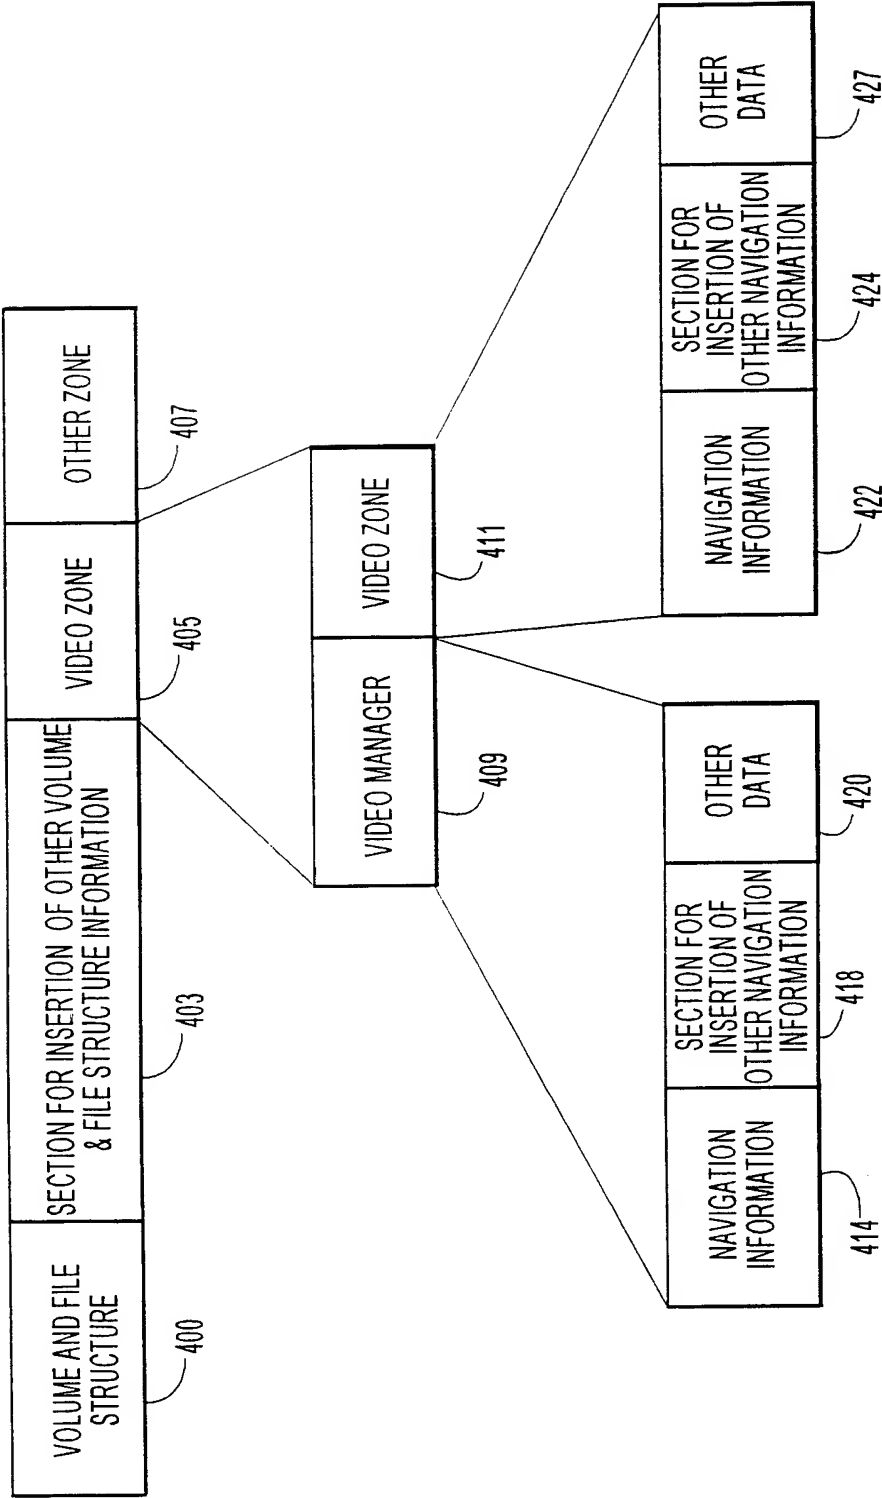 VOLUME AND FILE
STRUCTURE
SECTION FOR INSERTION OF OTHER VOLUME
& FILE STRUCTURE INFORMATION
VIDEO ZONE
OTHER ZONE
400
403
405
407
VIDEO MANAGER
VIDEO ZONE
409
411
NAVIGATION
INFORMATION
SECTION FOR
INSERTION OF
OTHER NAVIGATION
INFORMATION
OTHER
DATA
414
418
420
NAVIGATION
INFORMATION
SECTION FOR
INSERTION OF
OTHER NAVIGATION
INFORMATION
OTHER
DATA
422
424
427